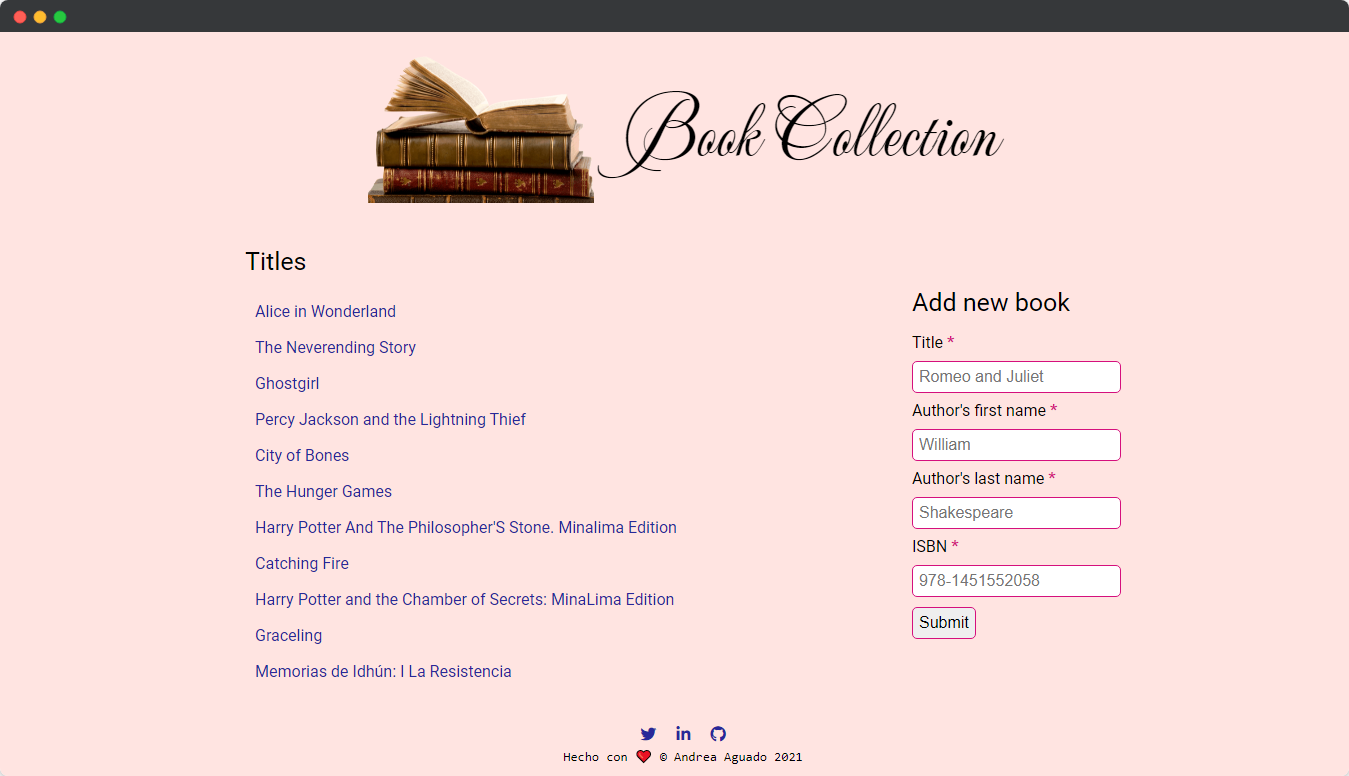 Book Collection
Titles
Alice in Wonderland
The Neverending Story
Ghostgirl
Percy Jackson and the Lightning Thief
City of Bones
The Hunger Games
Harry Potter And The Philosopher'S Stone. Minalima Edition
Catching Fire
Harry Potter and the Chamber of Secrets: MinaLima Edition
Graceling
Memorias de Idhún: I La Resistencia
Add new book
Title *
Romeo and Juliet
Author's first name *
William
Author's last name *
Shakespeare
ISBN *
978-1451552058
Submit
Hecho con ❤ © Andrea Aguado 2021